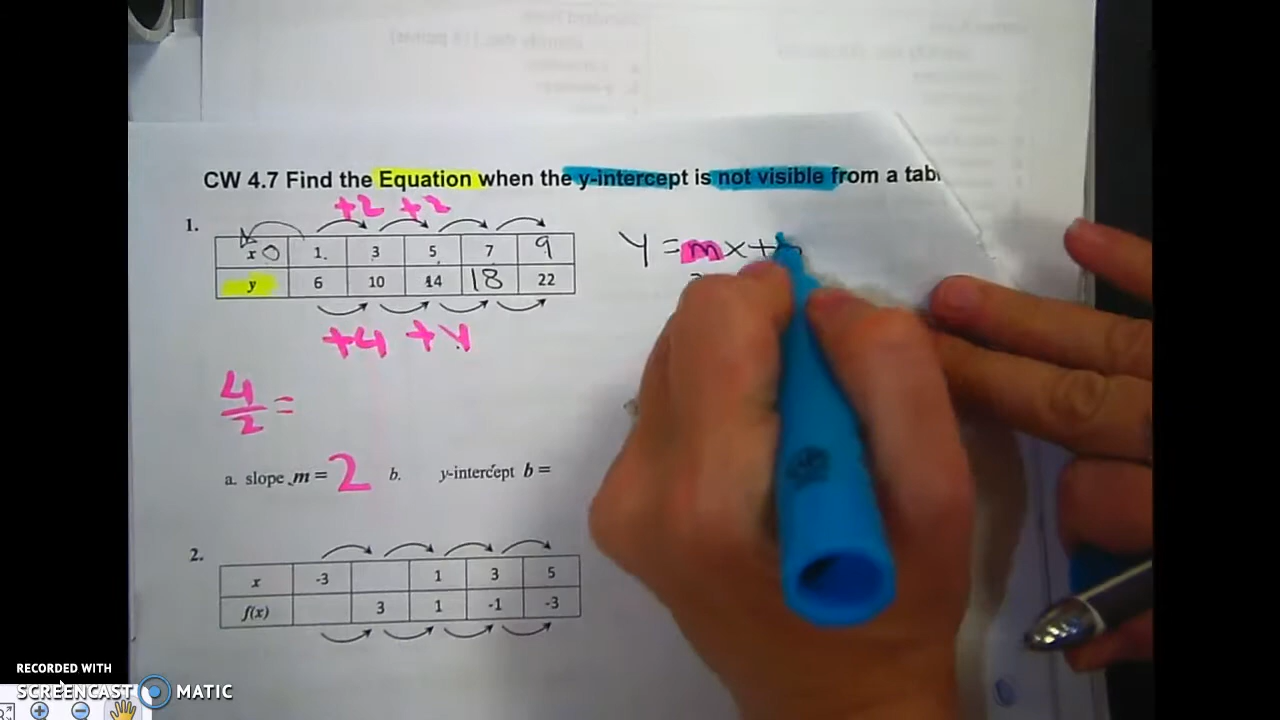 CW 4.7 Find the Equation when the y-intercept is not visible from a tab
1.
+2 +2
x 0 1 3 5 7 9
y 6 10 14 18 22
+4 +4
y = mx+b
4/2 =
a. slope m = 2 b. y-intercept b =
2.
x -3 1 3 5
f(x) 3 1 -1 -3
RECORDED WITH
SCREENCAST MATIC